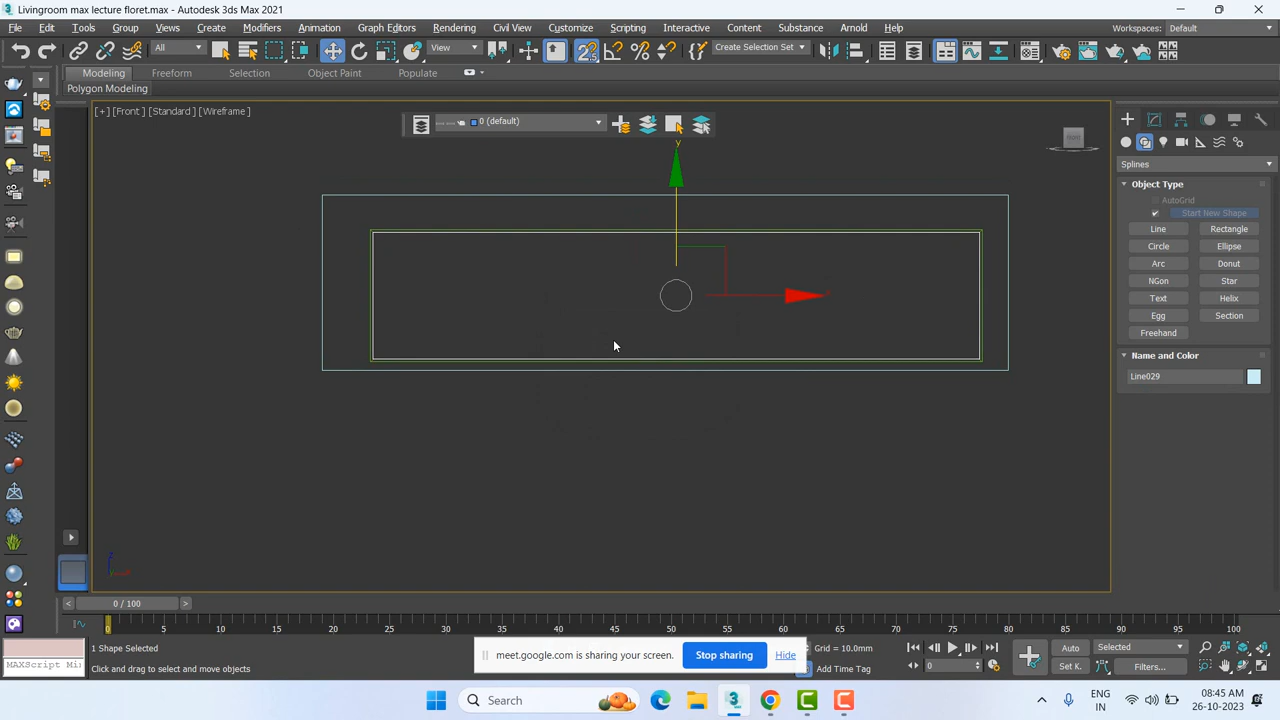 Livingroom max lecture floret.max - Autodesk 3ds Max 2021
File Edit Tools Group Views Create Modifiers Animation Graph Editors Rendering Civil View Customize Scripting Interactive Content Substance Arnold Help
Workspaces: Default
All
View
Create Selection Set
Modeling Freeform Selection Object Paint Populate
Polygon Modeling
[+] [Front ] [Standard ] [Wireframe ]
0 (default)
FRONT
y
Splines
Object Type
AutoGrid
Start New Shape
Line Rectangle
Circle Ellipse
Arc Donut
NGon Star
Text Helix
Egg Section
Freehand
Name and Color
Line029
< 0 / 100 >
0 5 10 15 20 25 30 35 40 45 50 55 60 65 70 75 80 85 90 95 100
1 Shape Selected
MAXScript Mi
Click and drag to select and move objects
meet.google.com is sharing your screen. Stop sharing Hide
Grid = 10.0mm
Add Time Tag
0
Auto Selected
Set K. Filters...
Search
ENG
IN
08:45 AM
26-10-2023